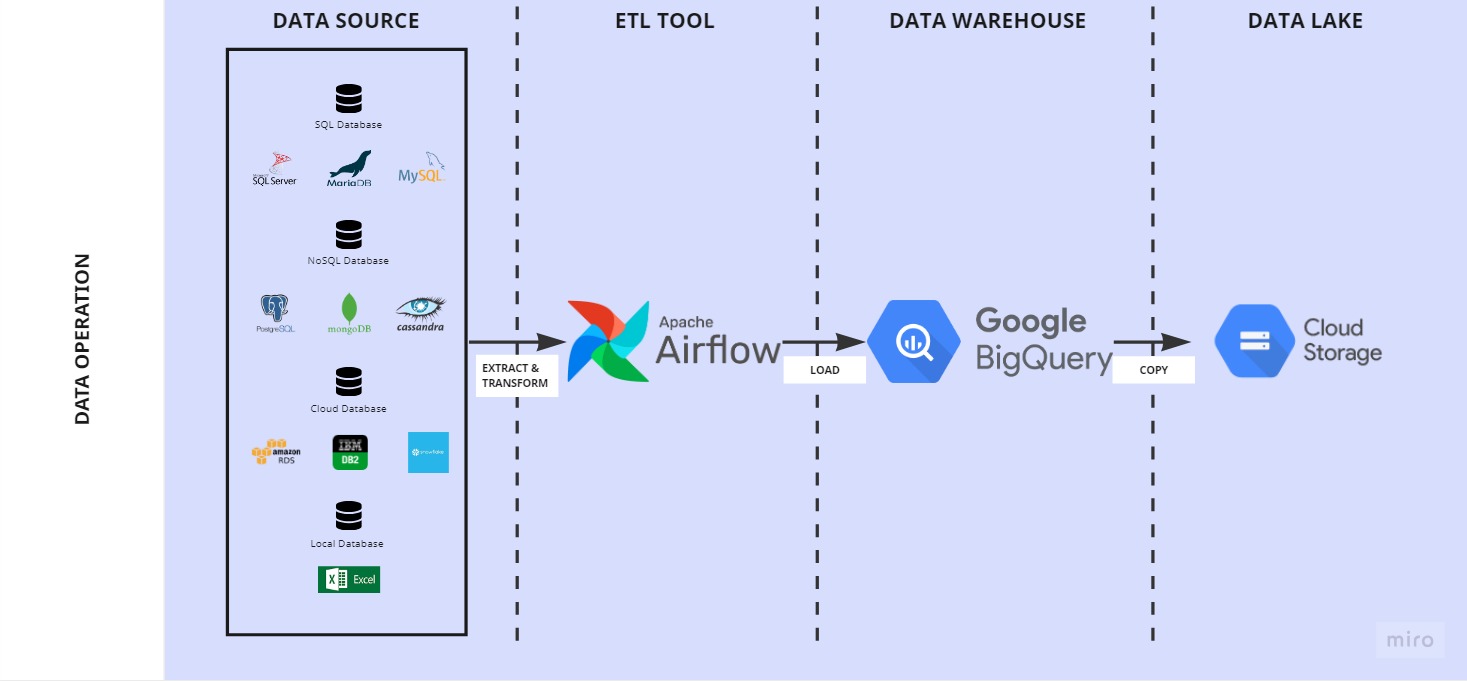 DATA SOURCE
ETL TOOL
DATA WAREHOUSE
DATA LAKE
DATA OPERATION
SQL Database
SQL Server
MariaDB
MySQL
NoSQL Database
PostgreSQL
mongoDB
cassandra
Cloud Database
amazon
RDS
IBM
DB2
snowflake
Local Database
Excel
EXTRACT &
TRANSFORM
Apache
Airflow
LOAD
Google
BigQuery
COPY
Cloud
Storage
miro